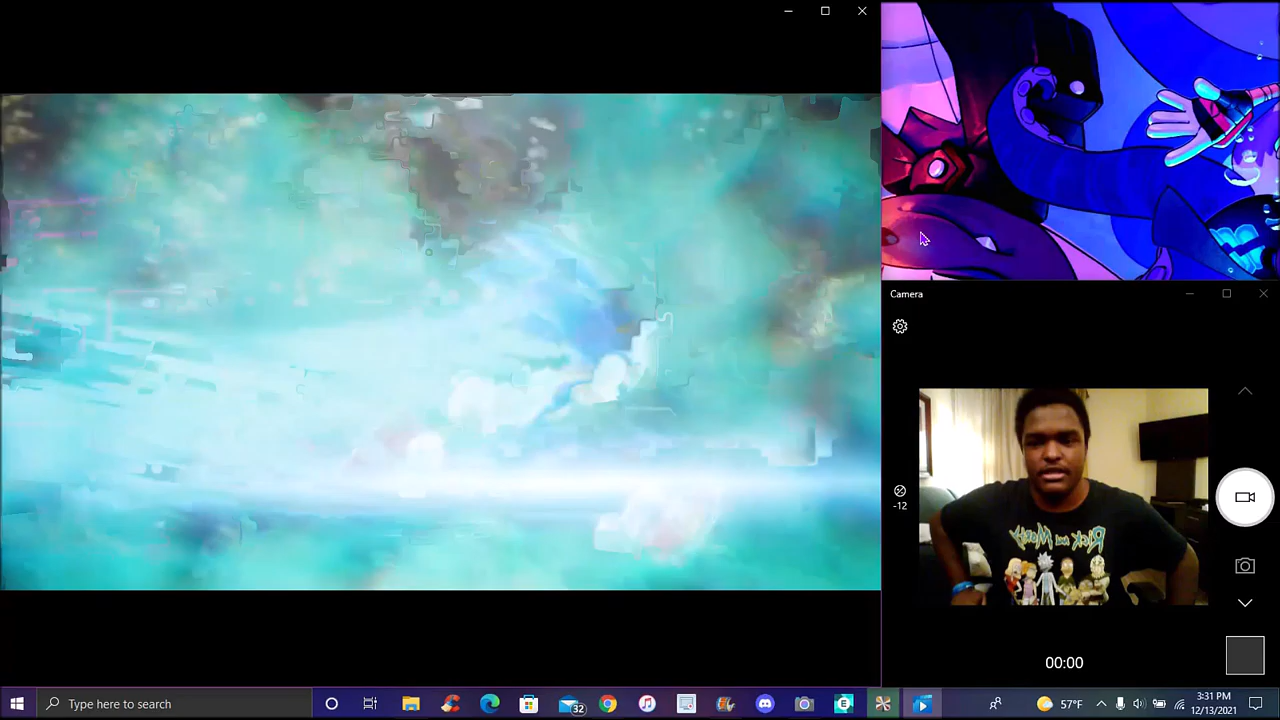 Camera
-12
Rick and Morty
00:00
Type here to search
32
57°F
3:31 PM
12/13/2021